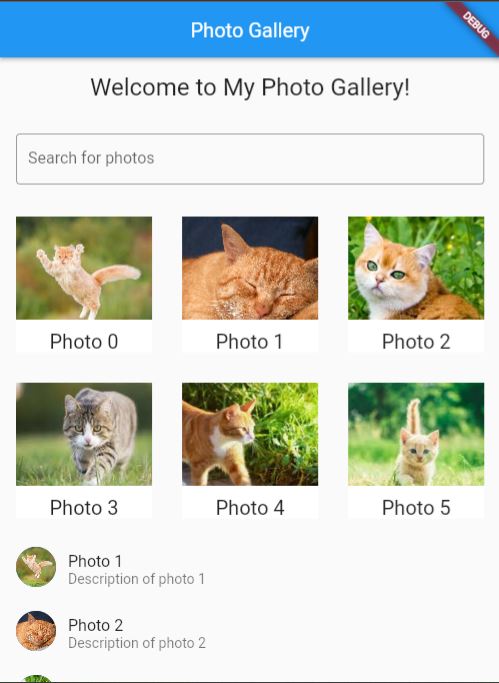 Photo Gallery
DEBUG
Welcome to My Photo Gallery!
Search for photos
Photo 0
Photo 1
Photo 2
Photo 3
Photo 4
Photo 5
Photo 1
Description of photo 1
Photo 2
Description of photo 2